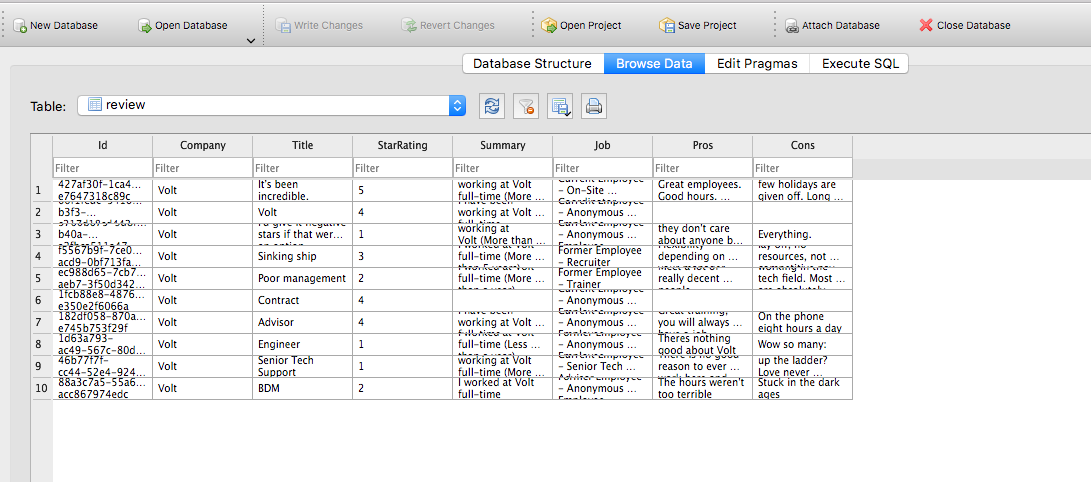 New Database Open Database Write Changes Revert Changes Open Project Save Project Attach Database Close Database
Database Structure Browse Data Edit Pragmas Execute SQL
Table: review
Id Company Title StarRating Summary Job Pros Cons
Filter Filter Filter Filter Filter Filter Filter Filter
1 427af30f-1ca4... e7647318c89c Volt It's been incredible. 5 working at Volt full-time (More ... – On-Site ... Great employees. Good hours. ... few holidays are given off. Long ...
2 b3f3-... Volt Volt 4 working at Volt ... – Anonymous ...
3 b40a-... Volt stars if that wer... 1 working at Volt (More than ... – Anonymous ... they don't care about anyone b... Everything.
4 f5567b9f-7ce0... acd9-0bf713fa... Volt Sinking ship 3 full-time (More ... Former Employee – Recruiter depending on ... resources, not ...
5 ec988d65-7cb7... aeb7-3f50d342... Volt Poor management 2 full-time (More ... Former Employee – Trainer really decent ... tech field. Most ...
6 1fcb88e8-4876... e350e2f6066a Volt Contract 4 – Anonymous ...
7 182df058-870a... e745b753f29f Volt Advisor 4 working at Volt ... – Anonymous ... you will always ... On the phone eight hours a day
8 1d63a793- ac49-567c-80d... Volt Engineer 1 full-time (Less ... – Anonymous ... Theres nothing good about Volt Wow so many:
9 46b77f7f- cc44-52e4-924... Volt Senior Tech Support 1 working at Volt full-time (More ... – Senior Tech ... reason to ever ... up the ladder? Love never ...
10 88a3c7a5-55a6... acc867974edc Volt BDM 2 I worked at Volt full-time – Anonymous ... The hours weren't too terrible Stuck in the dark ages